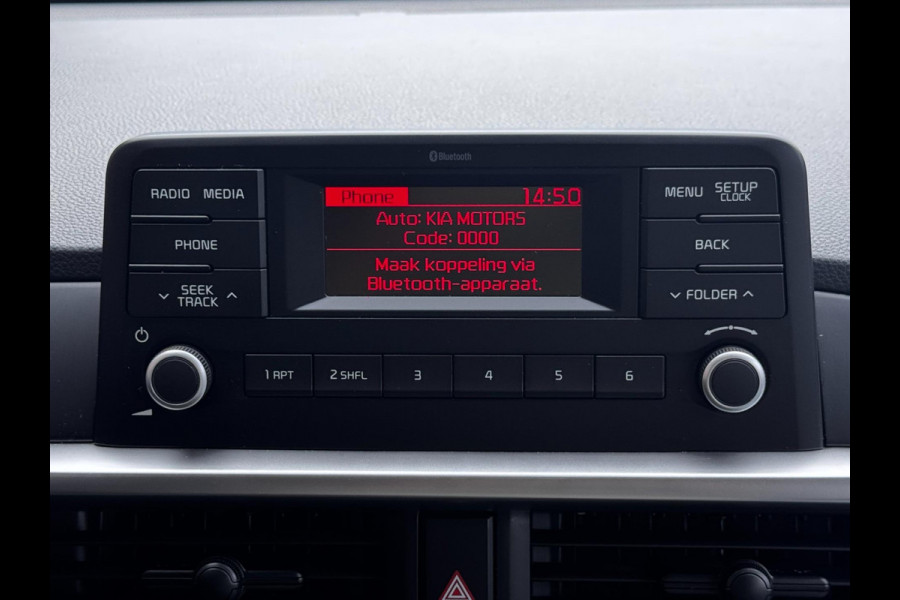 Bluetooth
RADIO MEDIA
PHONE
SEEK
TRACK
Phone 14:50
Auto: KIA MOTORS
Code: 0000
Maak koppeling via
Bluetooth-apparaat.
MENU SETUP
CLOCK
BACK
FOLDER
1 RPT
2 SHFL
3
4
5
6